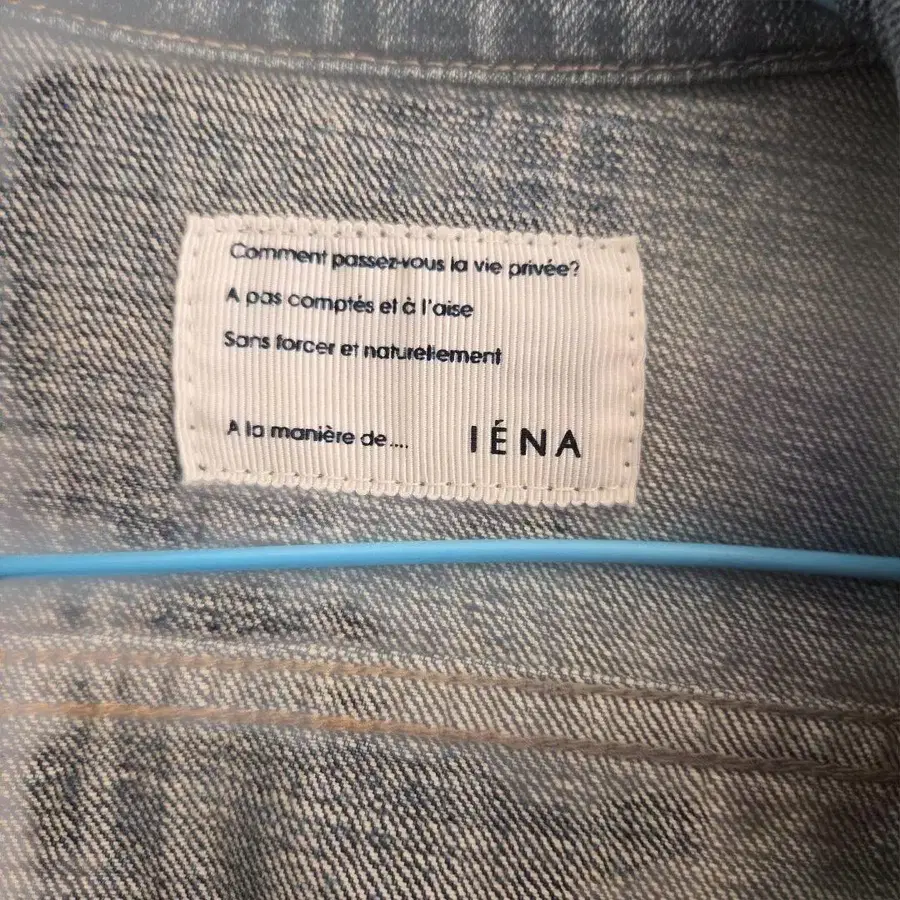 Comment passez-vous la vie privée?
A pas comptés et à l'aise
Sans forcer et naturellement
A la manière de.... IÉNA